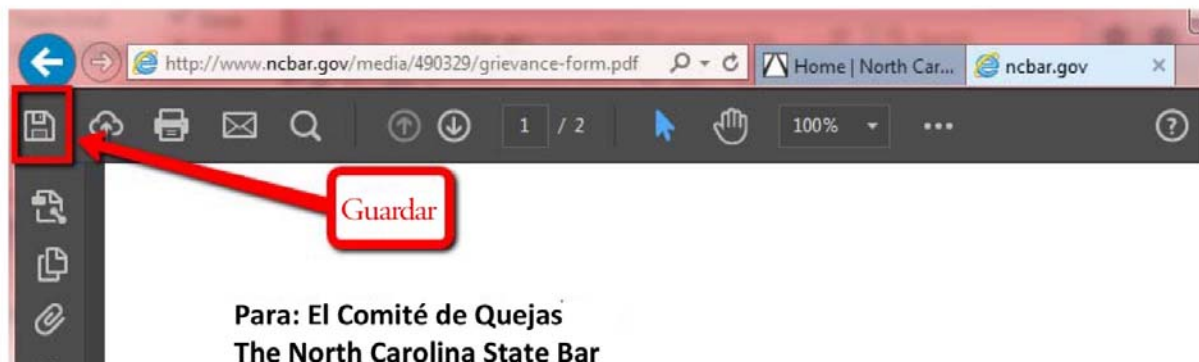 http://www.ncbar.gov/media/490329/grievance-form.pdf
Home | North Car...
ncbar.gov
1 / 2
100%
Guardar
Para: El Comité de Quejas
The North Carolina State Bar